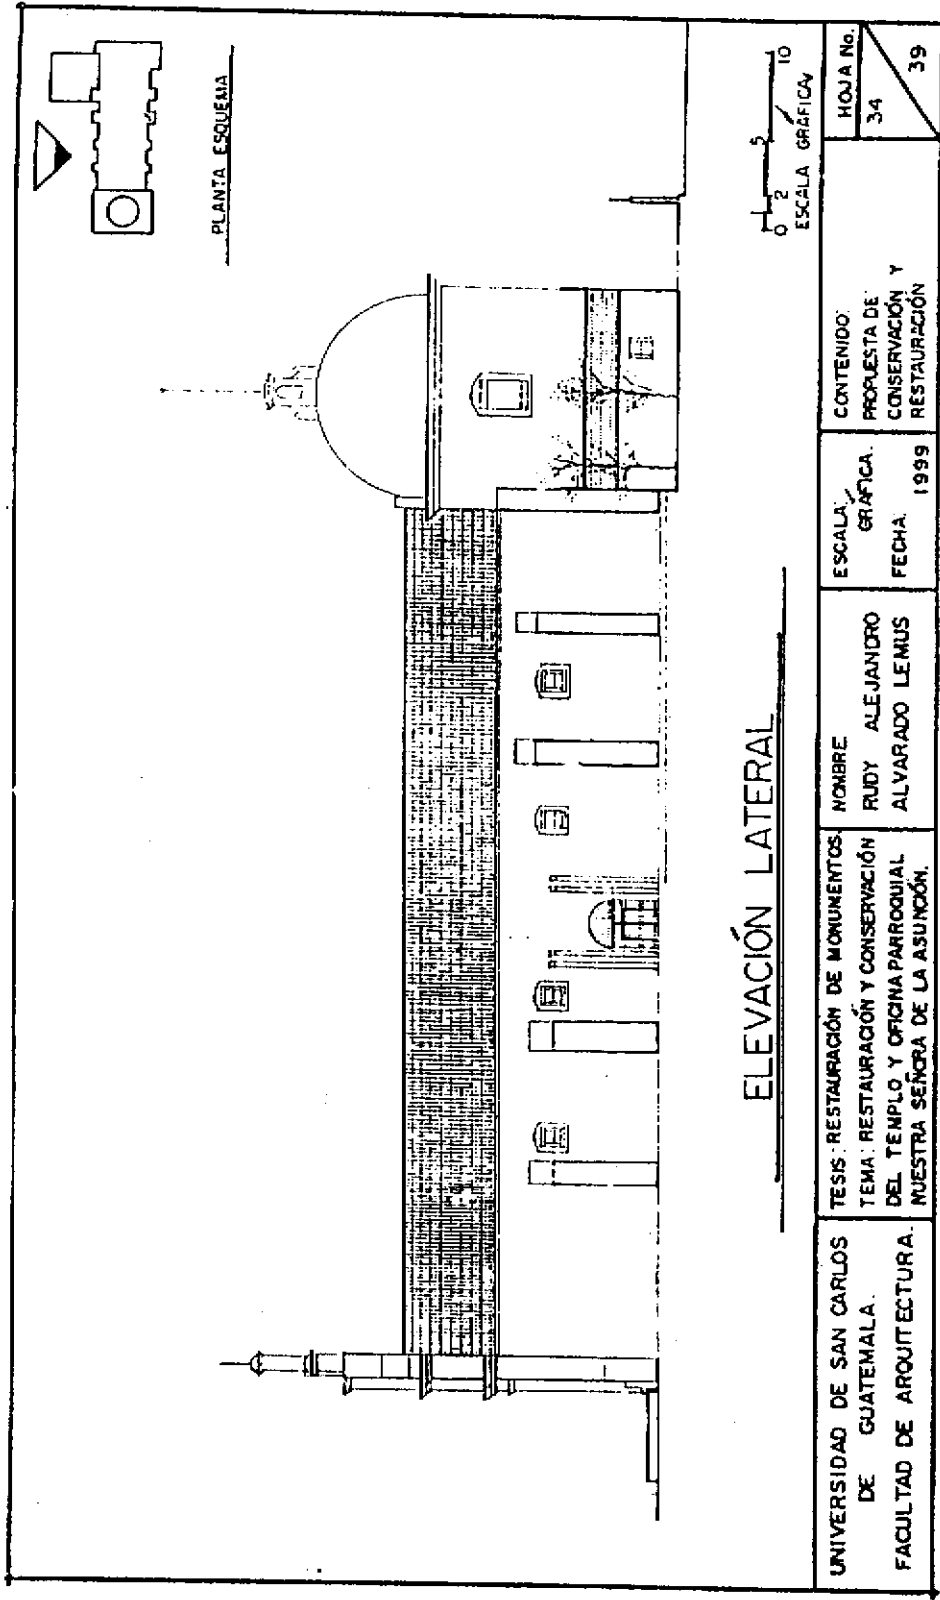 PLANTA ESQUEMA
0 2 5 10
ESCALA GRÁFICA
ELEVACIÓN LATERAL
UNIVERSIDAD DE SAN CARLOS
DE GUATEMALA.
FACULTAD DE ARQUITECTURA.
TESIS: RESTAURACIÓN DE MONUMENTOS.
TEMA: RESTAURACIÓN Y CONSERVACIÓN
DEL TEMPLO Y OFICINA PARROQUIAL
NUESTRA SEÑORA DE LA ASUNCIÓN.
NOMBRE
RUDY ALEJANDRO
ALVARADO LEMUS
ESCALA:
GRÁFICA.
FECHA:
1999
CONTENIDO:
PROPUESTA DE
CONSERVACIÓN Y
RESTAURACIÓN
HOJA No.
34
39